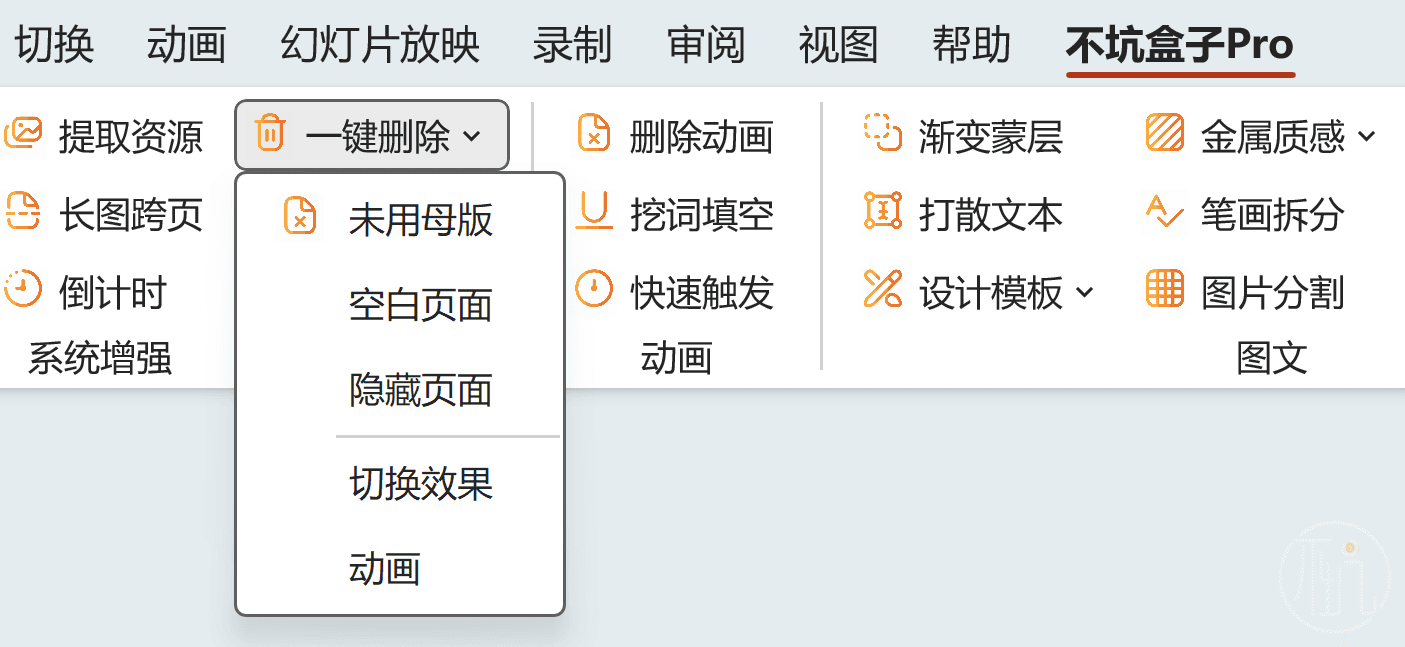 切换 动画 幻灯片放映 录制 审阅 视图 帮助 不坑盒子Pro
提取资源 一键删除 删除动画 渐变蒙层 金属质感
长图跨页 挖词填空 打散文本 笔画拆分
倒计时 快速触发 设计模板 图片分割
系统增强 动画 图文
未用母版
空白页面
隐藏页面
切换效果
动画